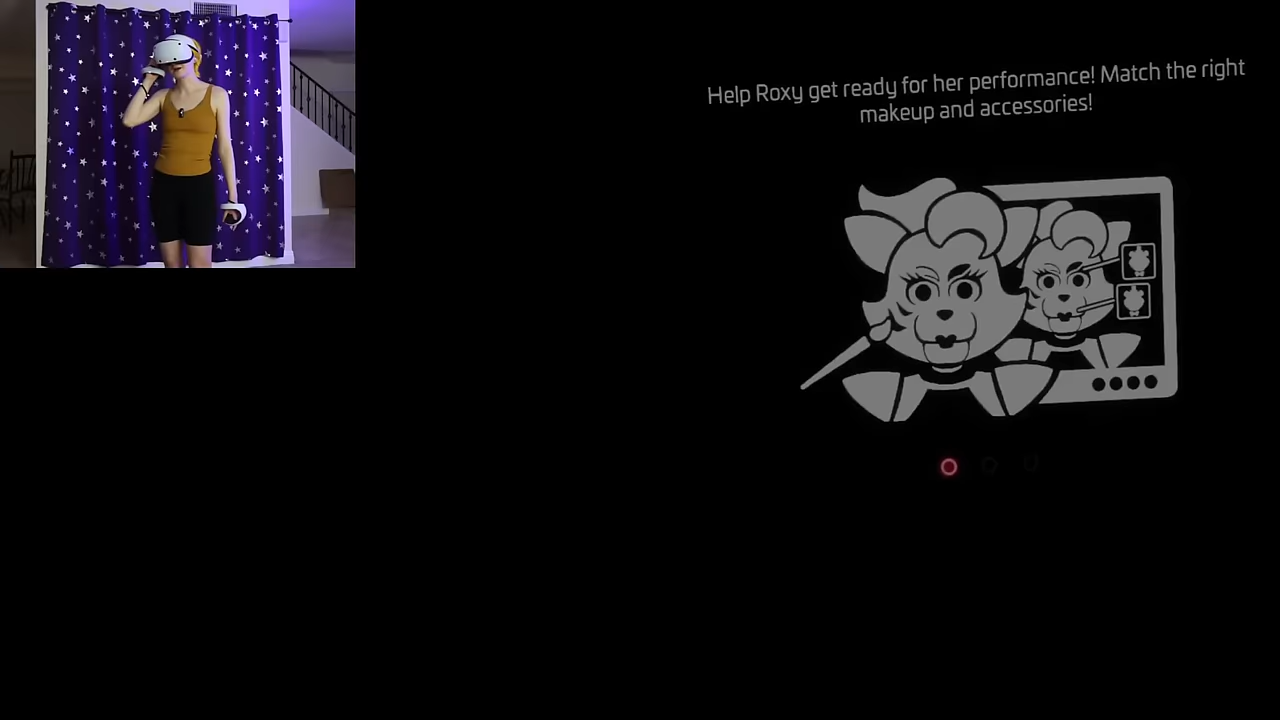 Help Roxy get ready for her performance! Match the right
makeup and accessories!